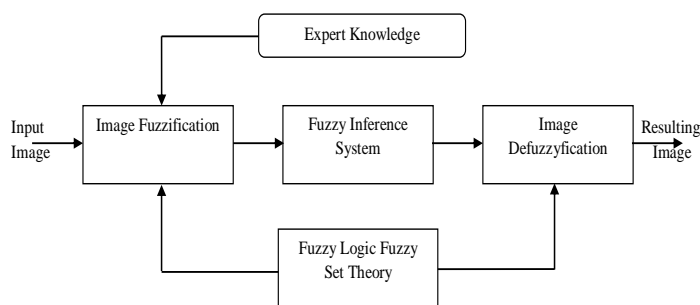 Expert Knowledge
Input
Image
Image Fuzzification
Fuzzy Inference
System
Image
Defuzzyfication
Resulting
Image
Fuzzy Logic Fuzzy
Set Theory